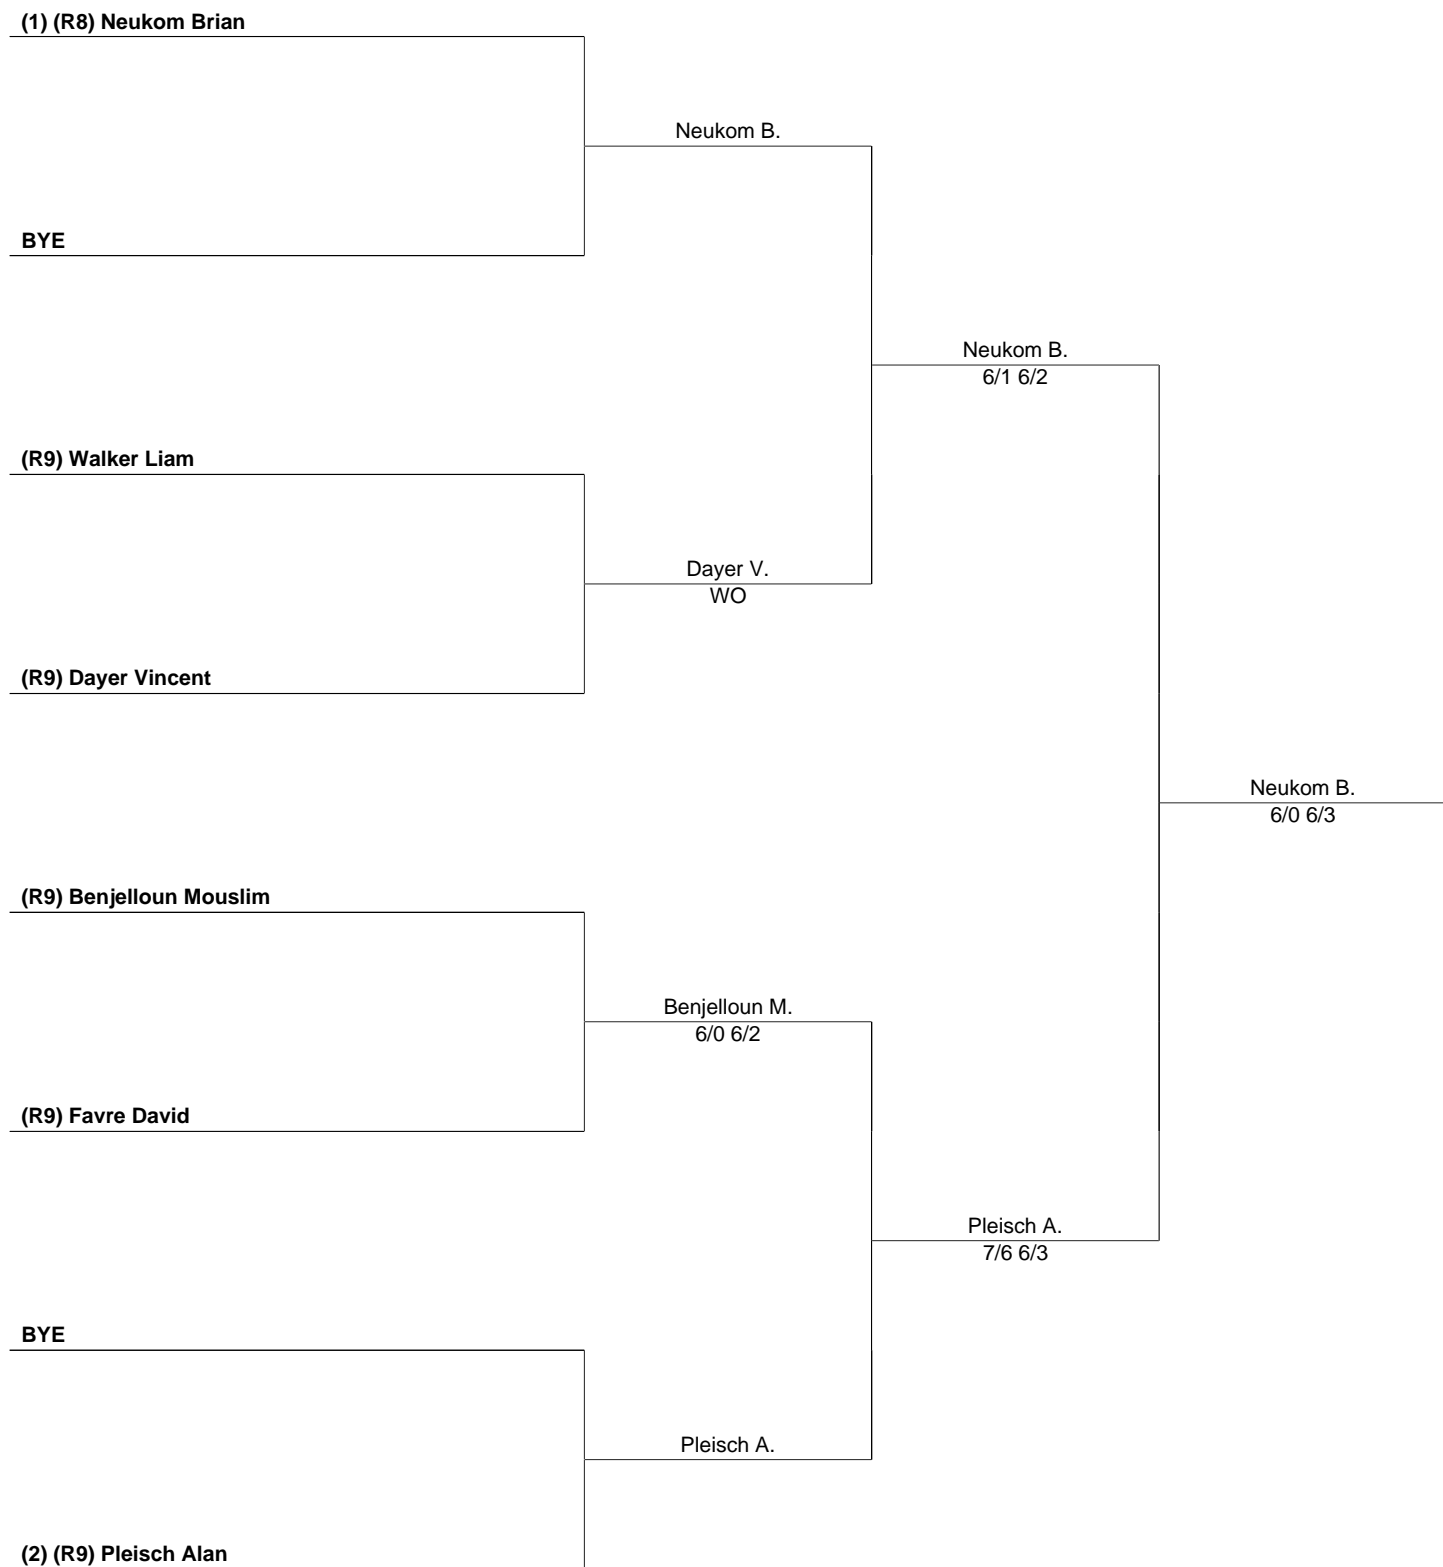 (1) (R8) Neukom Brian
Neukom B.
BYE
Neukom B.
6/1 6/2
(R9) Walker Liam
Dayer V.
WO
(R9) Dayer Vincent
Neukom B.
6/0 6/3
(R9) Benjelloun Mouslim
Benjelloun M.
6/0 6/2
(R9) Favre David
Pleisch A.
7/6 6/3
BYE
Pleisch A.
(2) (R9) Pleisch Alan